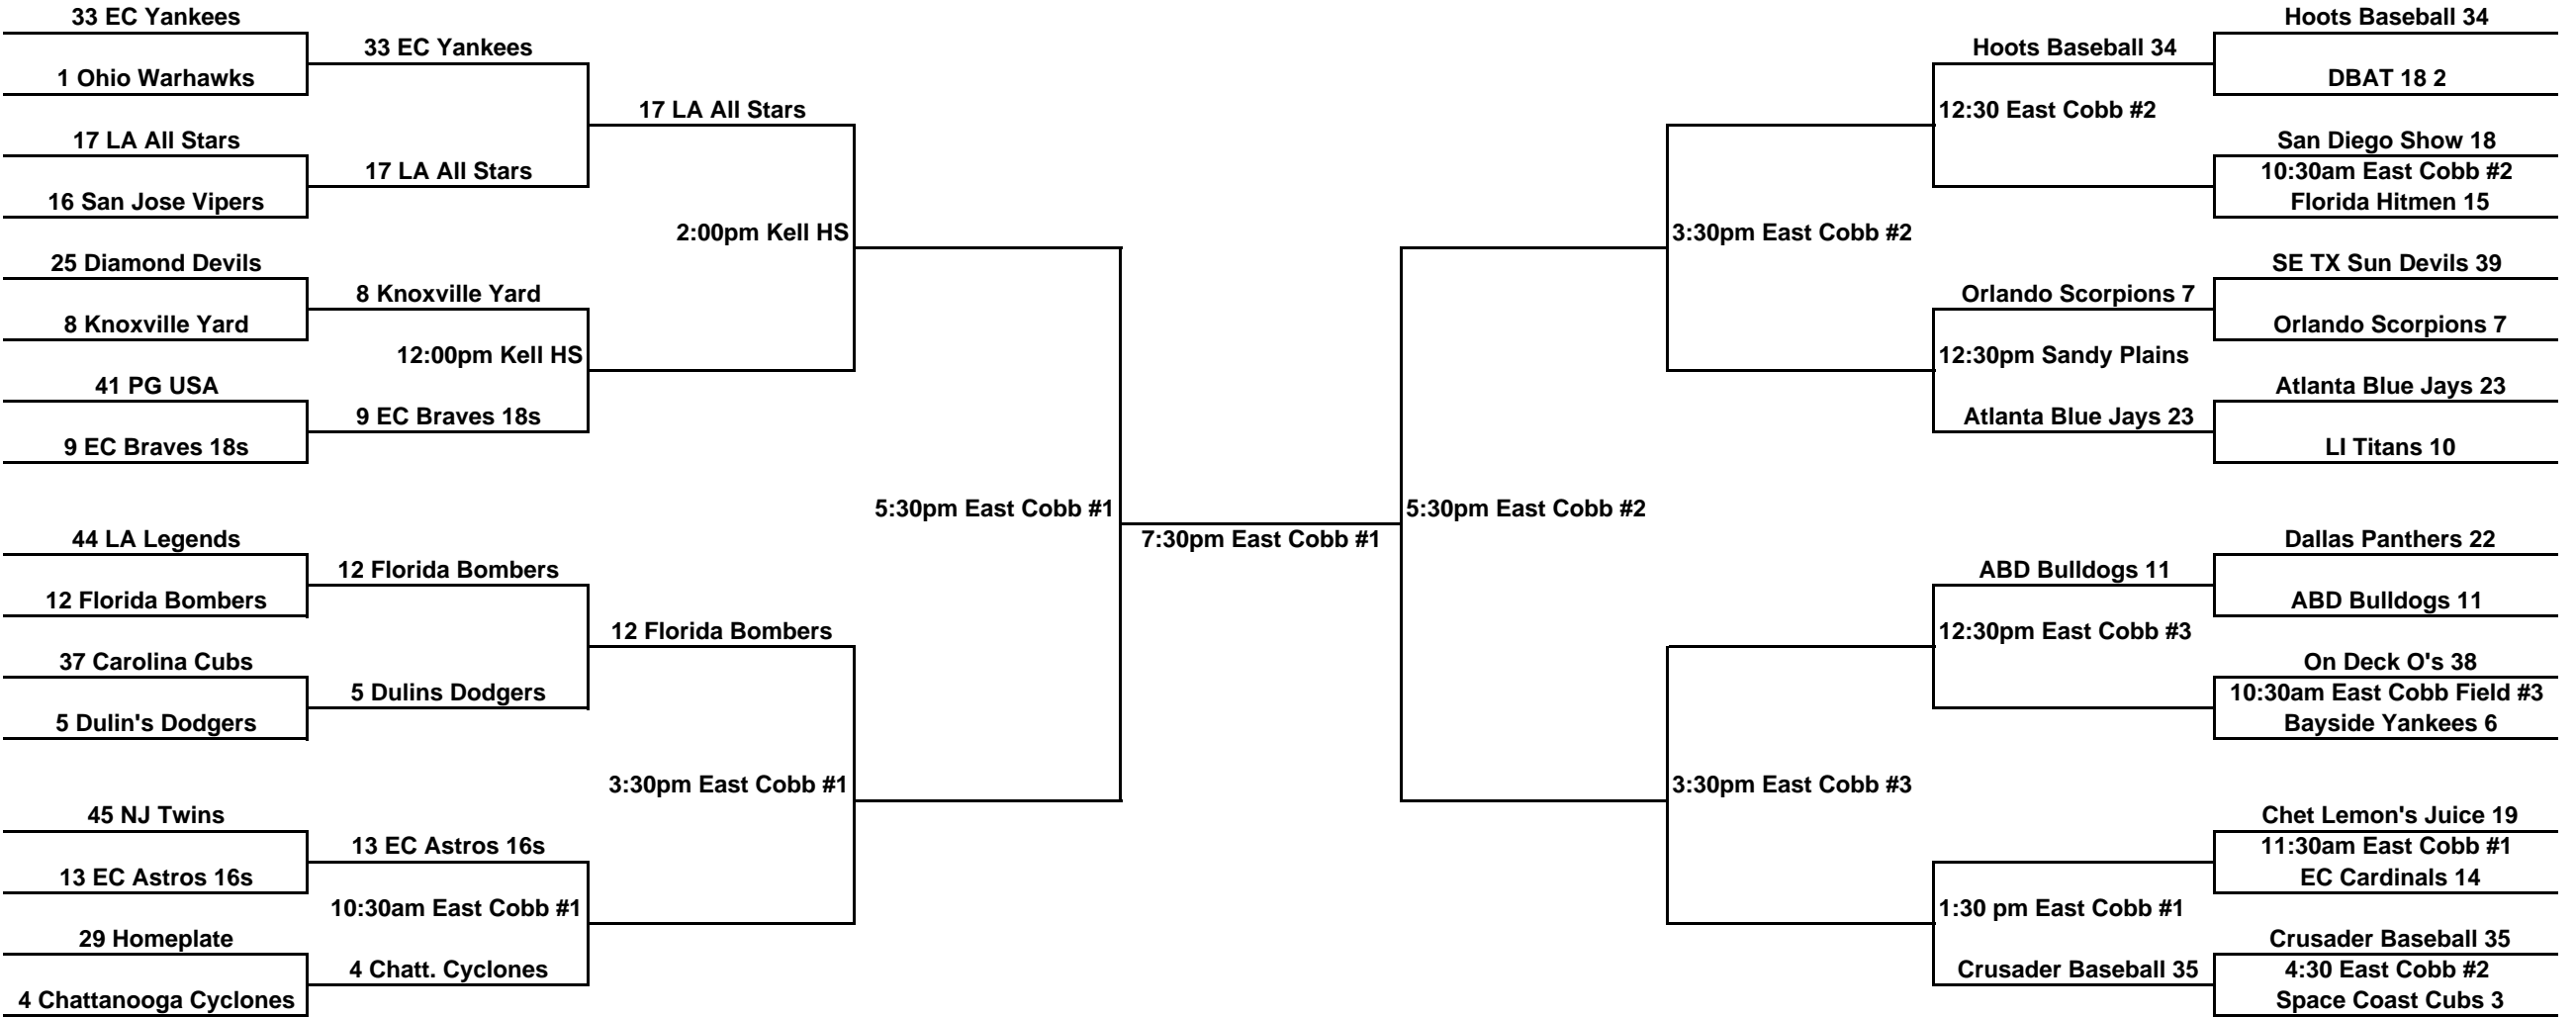 33 EC Yankees
1 Ohio Warhawks
17 LA All Stars
16 San Jose Vipers
25 Diamond Devils
8 Knoxville Yard
41 PG USA
9 EC Braves 18s
44 LA Legends
12 Florida Bombers
37 Carolina Cubs
5 Dulin's Dodgers
45 NJ Twins
13 EC Astros 16s
29 Homeplate
4 Chattanooga Cyclones
33 EC Yankees
17 LA All Stars
8 Knoxville Yard
12:00pm Kell HS
9 EC Braves 18s
12 Florida Bombers
5 Dulins Dodgers
13 EC Astros 16s
10:30am East Cobb #1
4 Chatt. Cyclones
17 LA All Stars
2:00pm Kell HS
12 Florida Bombers
3:30pm East Cobb #1
5:30pm East Cobb #1
7:30pm East Cobb #1
5:30pm East Cobb #2
3:30pm East Cobb #2
3:30pm East Cobb #3
Hoots Baseball 34
12:30 East Cobb #2
Orlando Scorpions 7
12:30pm Sandy Plains
Atlanta Blue Jays 23
ABD Bulldogs 11
12:30pm East Cobb #3
1:30 pm East Cobb #1
Crusader Baseball 35
Hoots Baseball 34
DBAT 18 2
San Diego Show 18
10:30am East Cobb #2
Florida Hitmen 15
SE TX Sun Devils 39
Orlando Scorpions 7
Atlanta Blue Jays 23
LI Titans 10
Dallas Panthers 22
ABD Bulldogs 11
On Deck O's 38
10:30am East Cobb Field #3
Bayside Yankees 6
Chet Lemon's Juice 19
11:30am East Cobb #1
EC Cardinals 14
Crusader Baseball 35
4:30 East Cobb #2
Space Coast Cubs 3